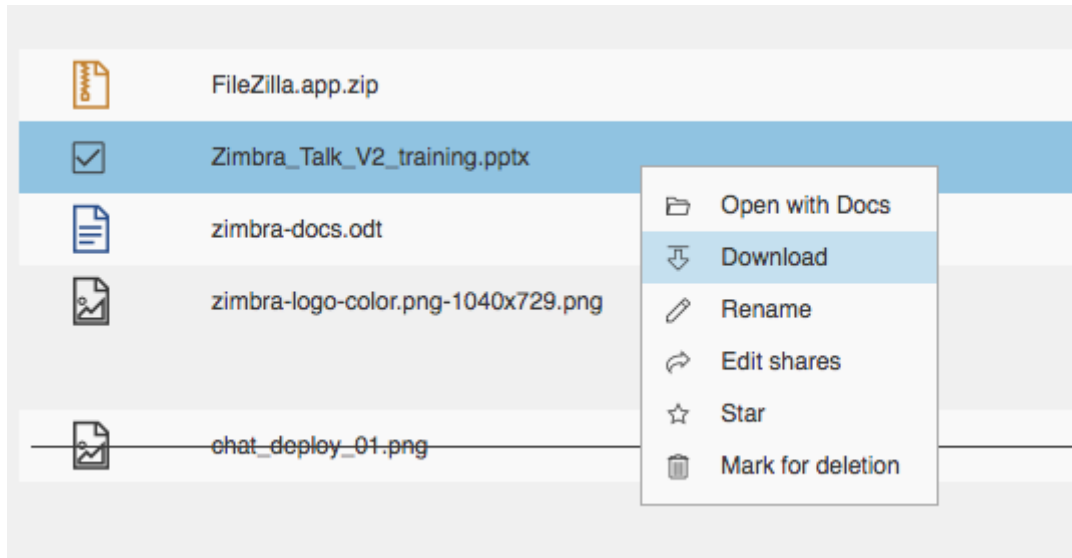 FileZilla.app.zip
Zimbra_Talk_V2_training.pptx
zimbra-docs.odt
zimbra-logo-color.png-1040x729.png
chat_deploy_01.png
Open with Docs
Download
Rename
Edit shares
Star
Mark for deletion